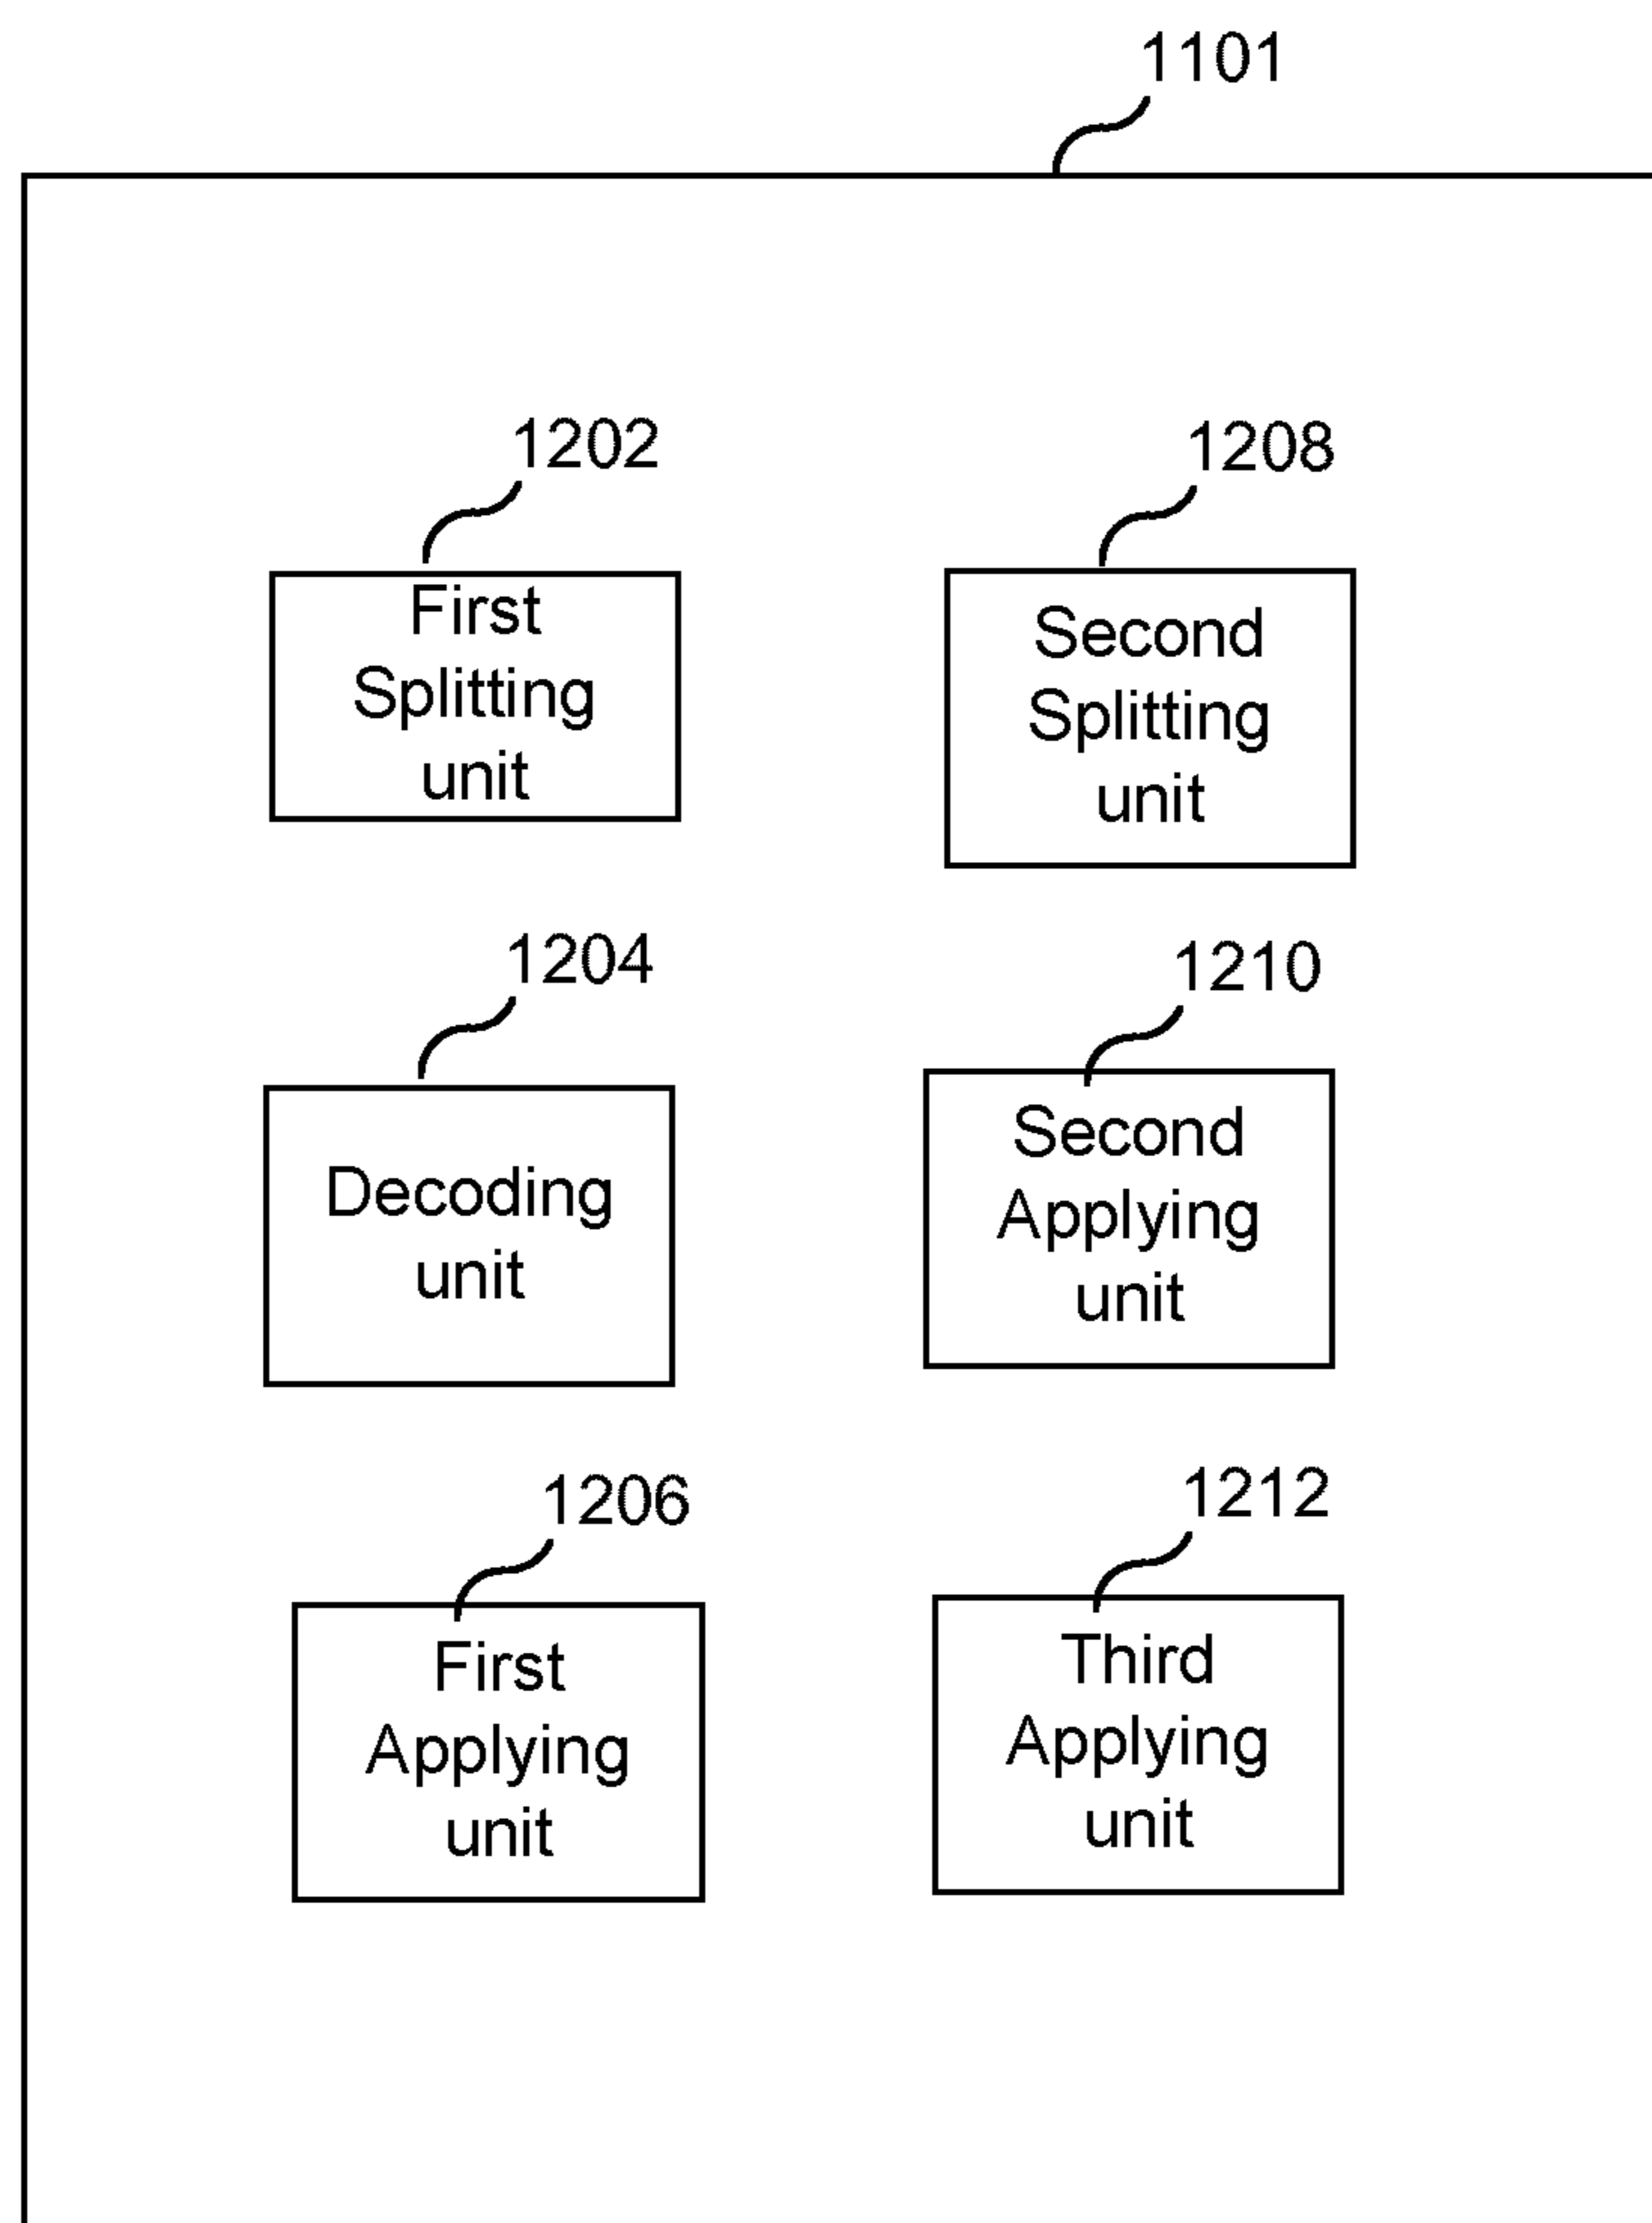 1101
1202
First
Splitting
unit
1208
Second
Splitting
unit
1204
Decoding
unit
1210
Second
Applying
unit
1206
First
Applying
unit
1212
Third
Applying
unit